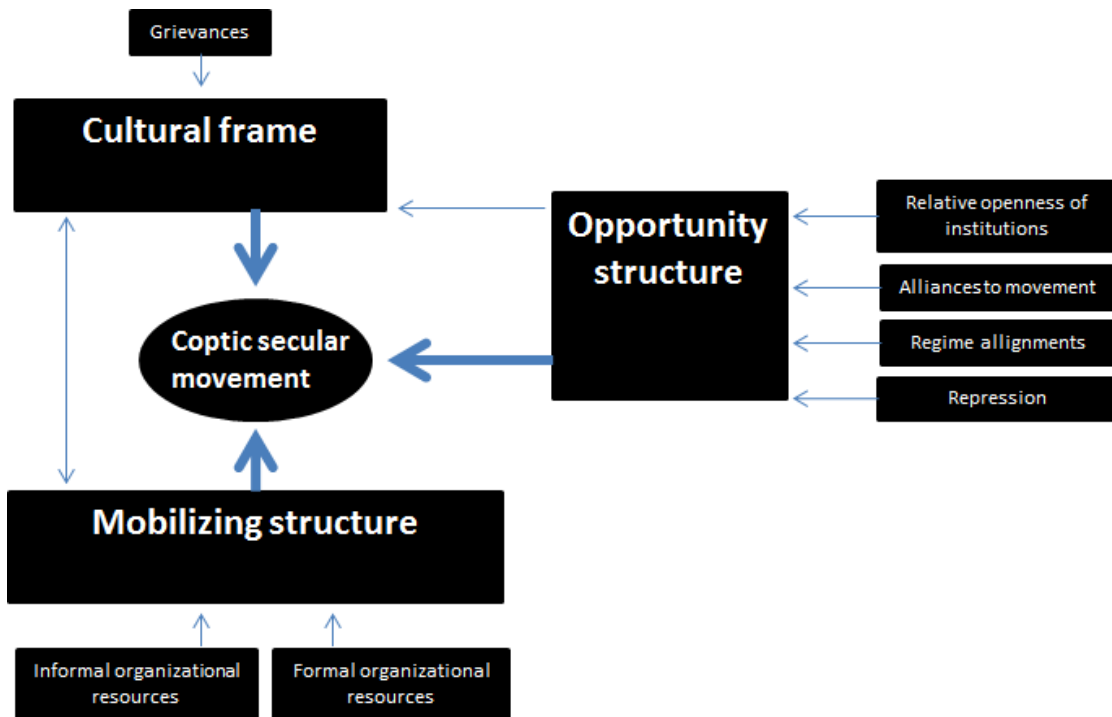 Grievances
Cultural frame
Opportunity
structure
Relative openness of
institutions
Alliances to movement
Regime allignments
Repression
Coptic secular
movement
Mobilizing structure
Informal organizational
resources
Formal organizational
resources